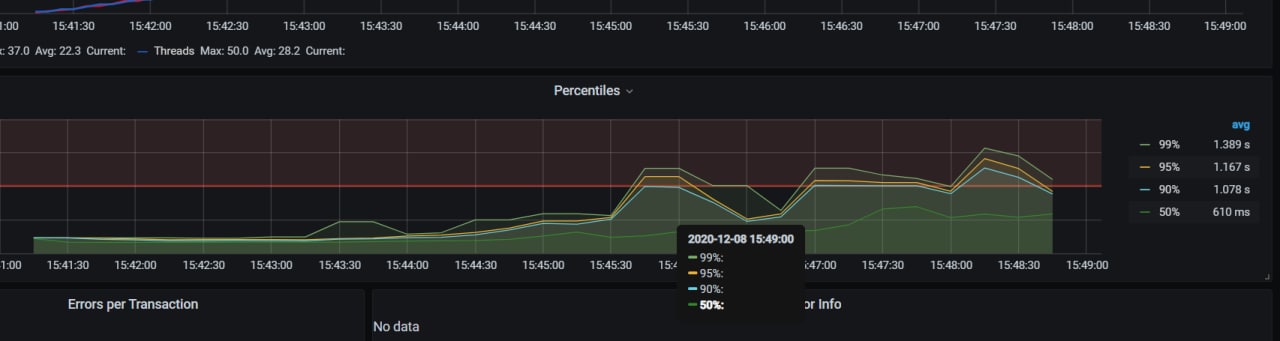 1:00 15:41:30 15:42:00 15:42:30 15:43:00 15:43:30 15:44:00 15:44:30 15:45:00 15:45:30 15:46:00 15:46:30 15:47:00 15:47:30 15:48:00 15:48:30 15:49:00
: 37.0 Avg: 22.3 Current: Threads Max: 50.0 Avg: 28.2 Current:
Percentiles
avg
99% 1.389 s
95% 1.167 s
90% 1.078 s
50% 610 ms
2020-12-08 15:49:00
99%:
95%:
90%:
50%:
1:00 15:41:30 15:42:00 15:42:30 15:43:00 15:43:30 15:44:00 15:44:30 15:45:00 15:45:30 15:4 :47:00 15:47:30 15:48:00 15:48:30 15:49:00
Errors per Transaction
or Info
No data